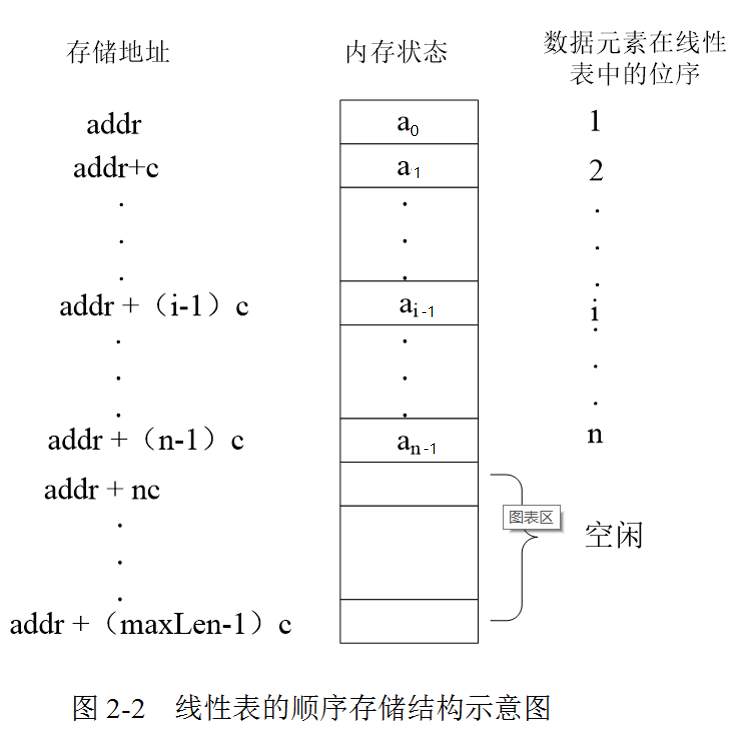 存储地址 内存状态 数据元素在线性
表中的位序
addr a0 1
addr+c a1 2
addr +（i-1）c ai-1 i
addr +（n-1）c an-1 n
addr + nc
图表区
空闲
addr +（maxLen-1）c
图 2-2 线性表的顺序存储结构示意图